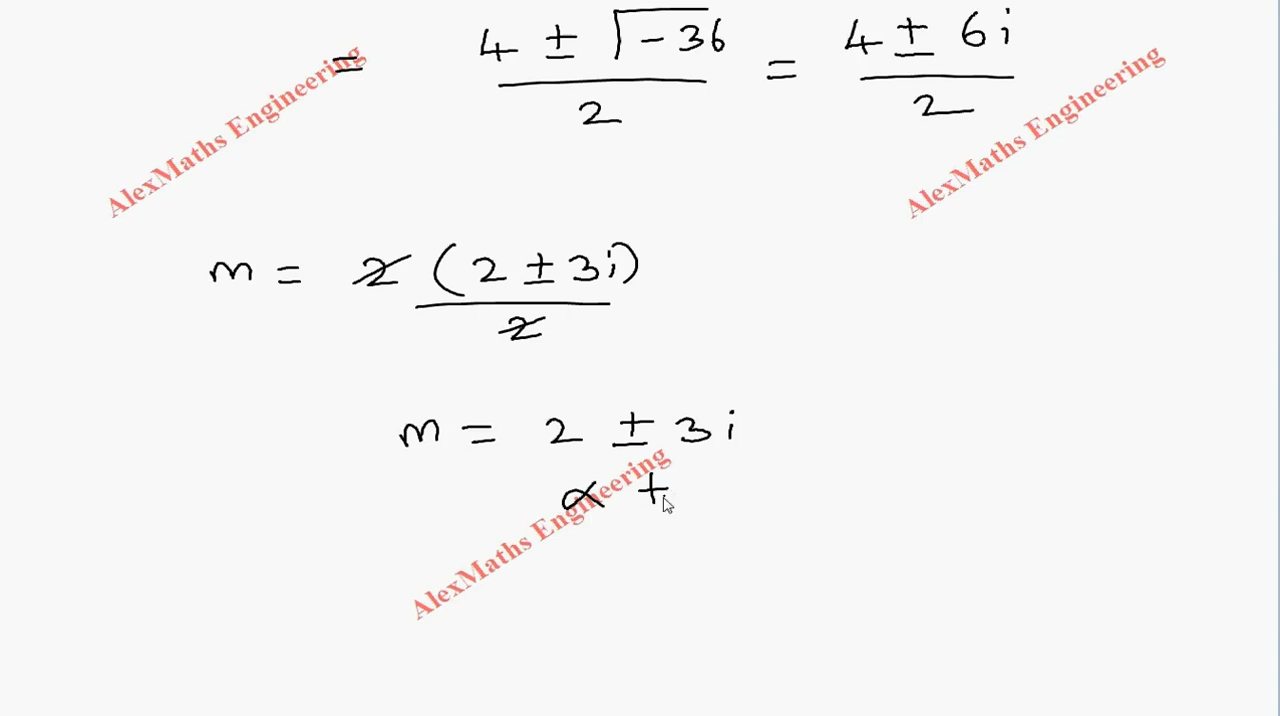 = 4 ± √-36 / 2 = 4 ± 6i / 2
AlexMaths Engineering
AlexMaths Engineering
m = 2 (2 ± 3i) / 2
m = 2 ± 3i
α +
AlexMaths Engineering